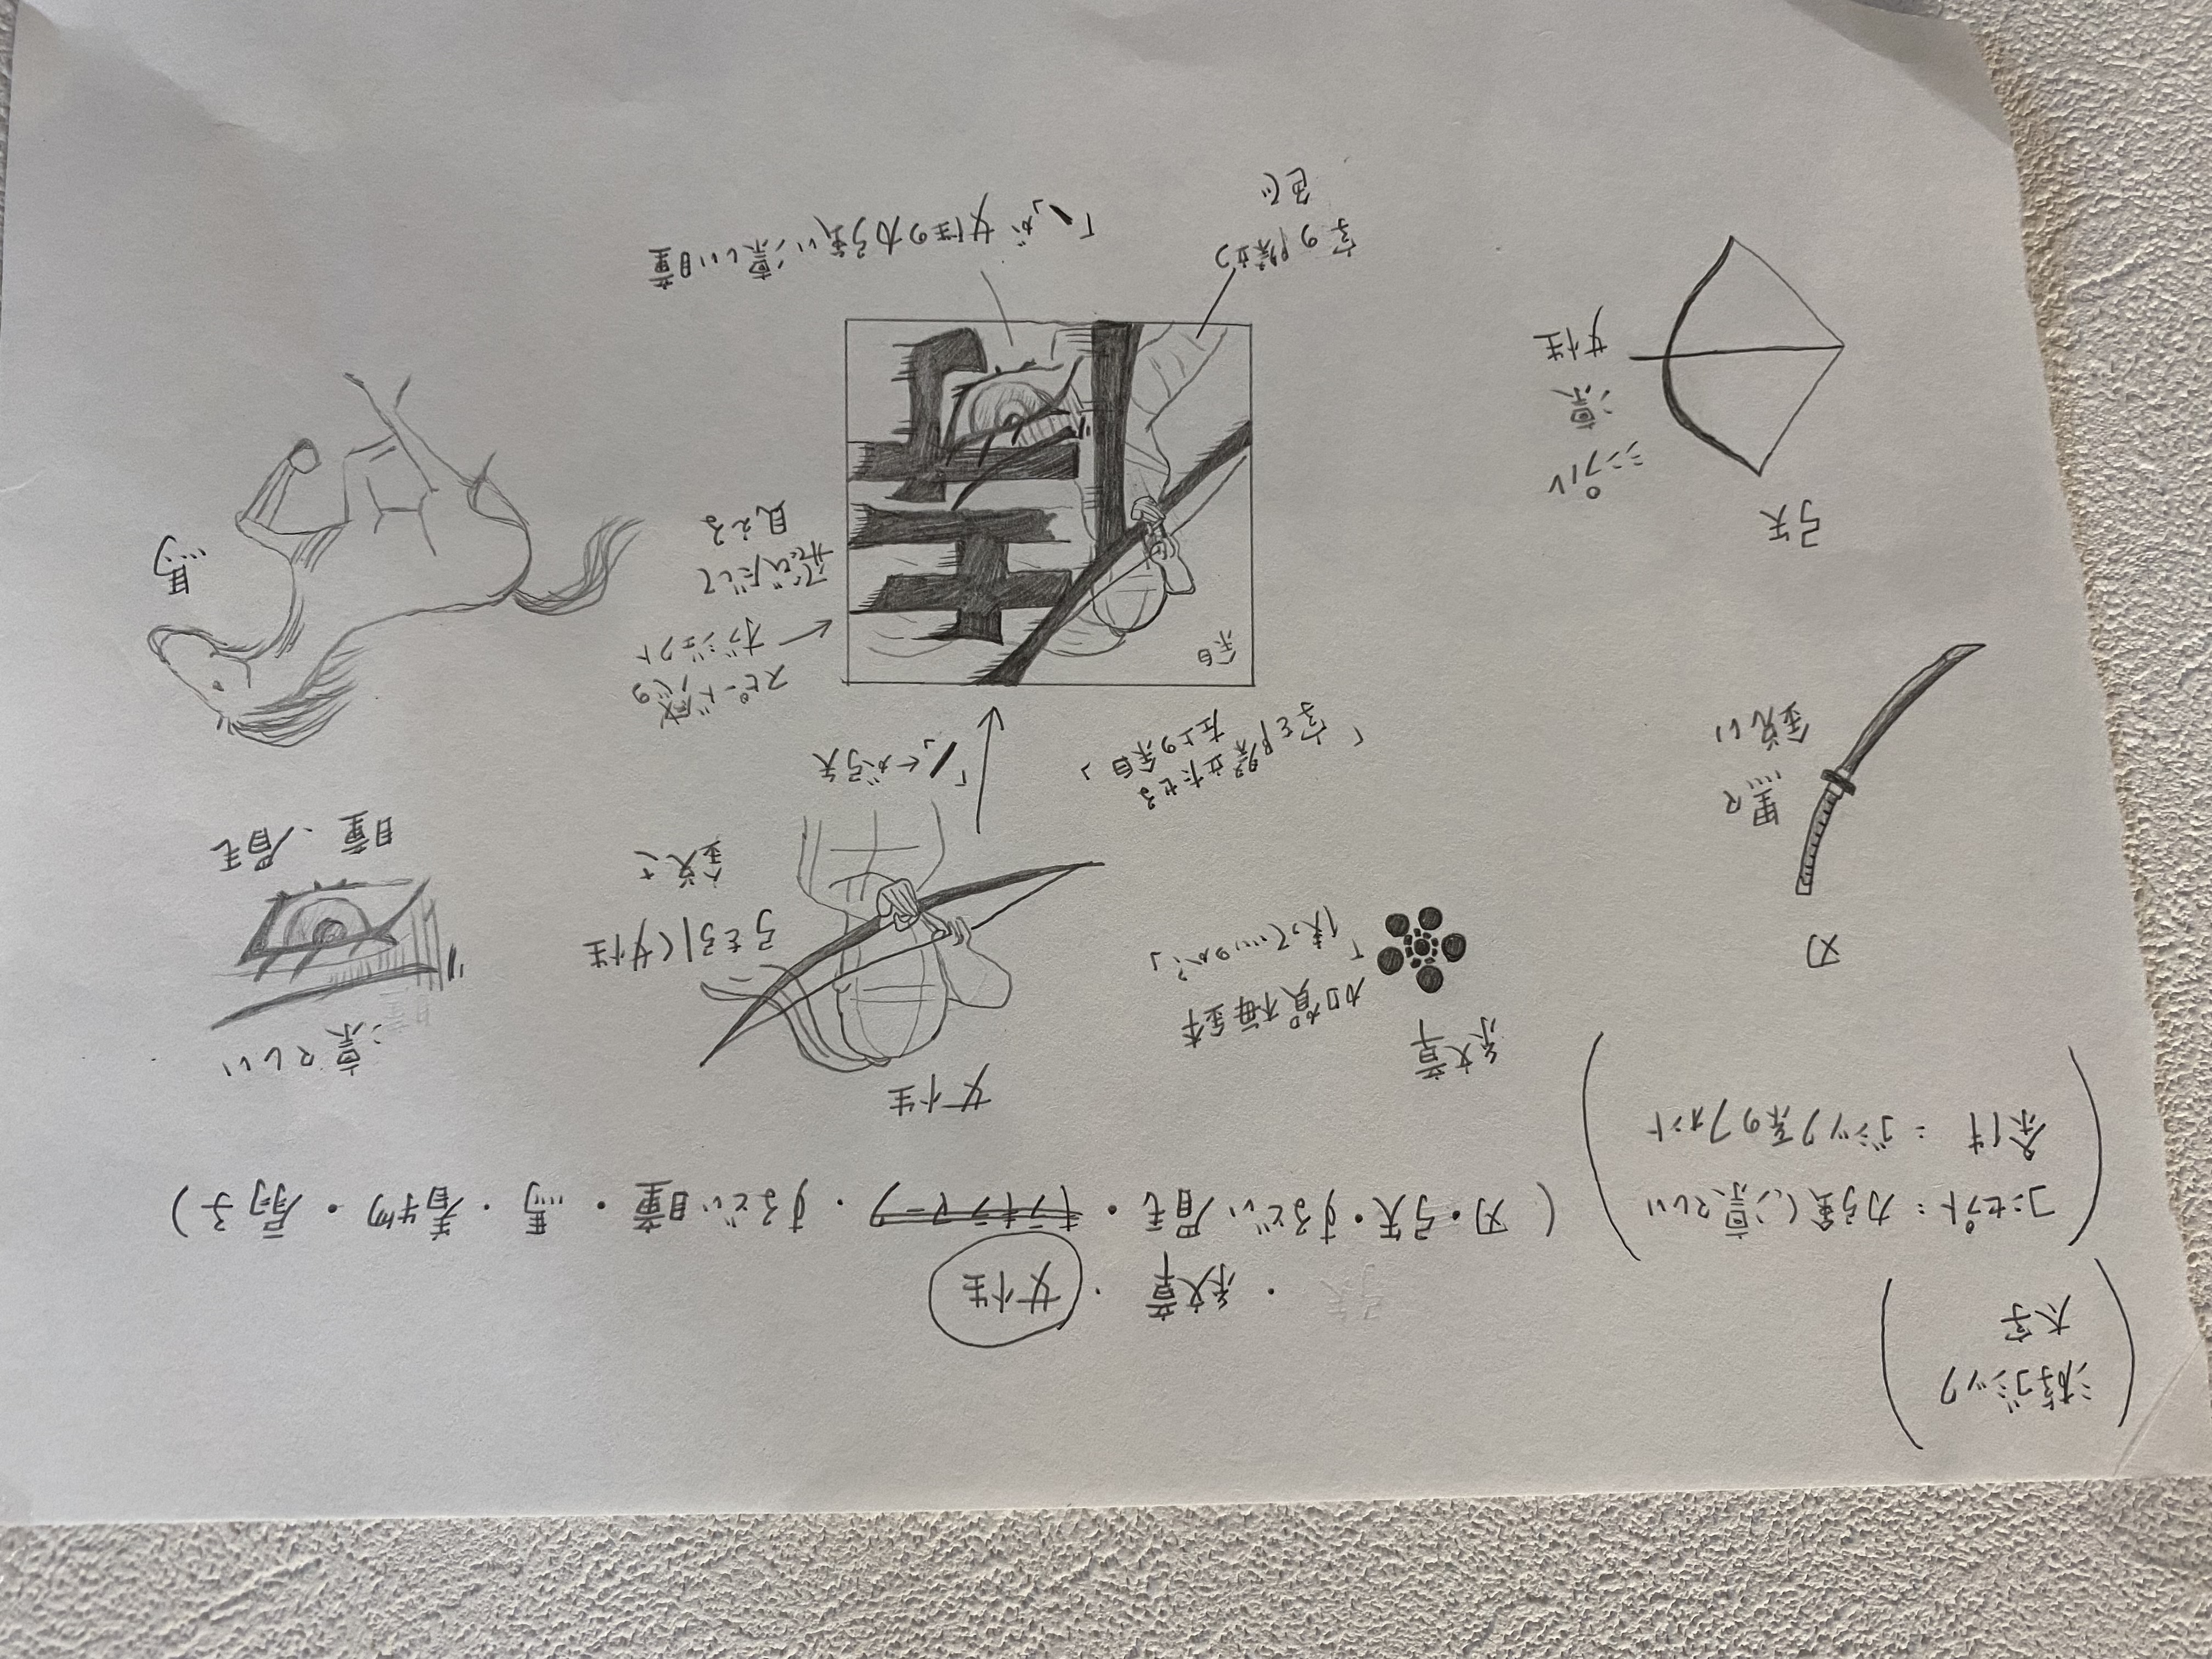 游ゴシック
太字
・紋章・女性
コンセプト：力強く、凛々しい
条件：ゴシック系のフォント
(刃・弓矢・するどい眉毛・キラキラマーク・するどい瞳・馬・着物・扇子)
紋章
加賀梅鉢
「使っていいのか?」
女性
弓を引く女性
鋭さ
凛々しい
瞳、眉毛
刃
黒々
鋭い
「字を際立たせる
左上の余白」
「ノ」←が弓矢
余白
侍
スピード感の
オブジェクト
飛びだして
見える
馬
弓矢
シンプル
凛
女性
字の際立つ
色で
「﹅」が女性の力強い凛しい瞳